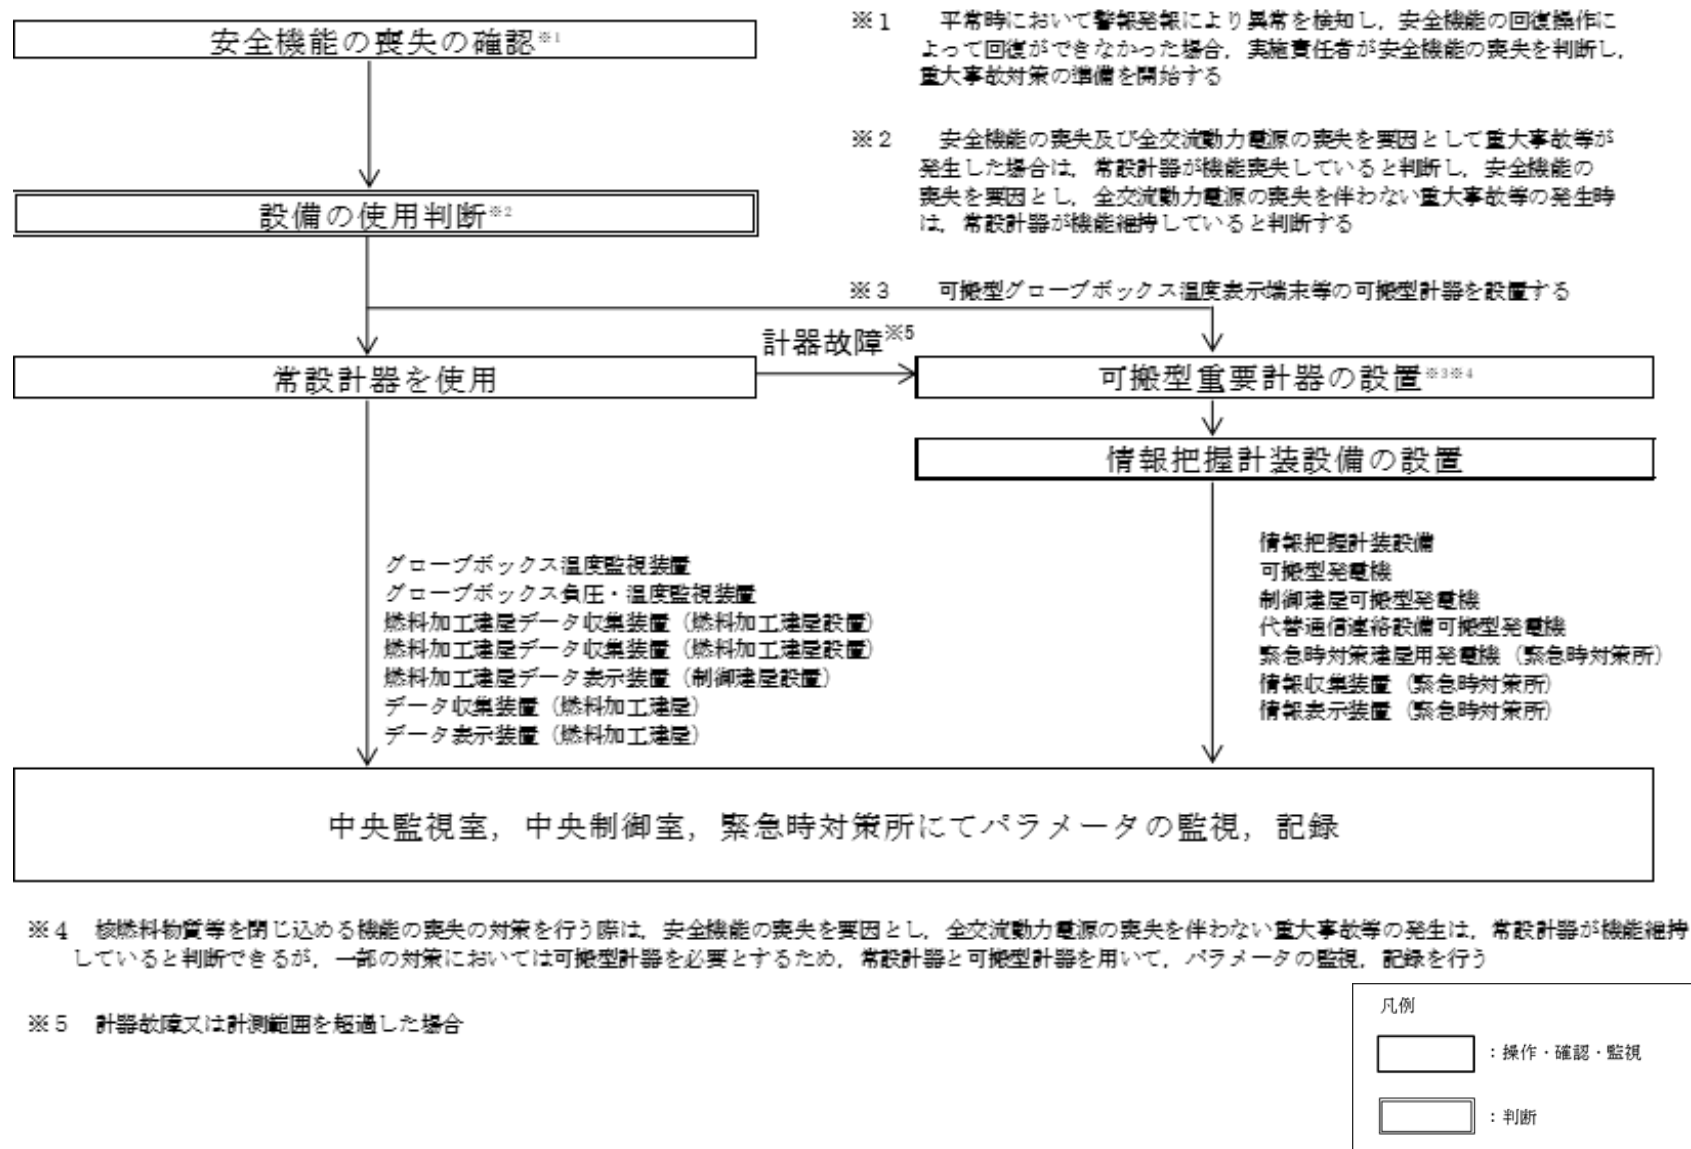 安全機能の喪失の確認※1
※1 平常時において警報発報により異常を検知し，安全機能の回復操作に
よって回復ができなかった場合，実施責任者が安全機能の喪失を判断し，
重大事故対策の準備を開始する
※2 安全機能の喪失及び全交流動力電源の喪失を要因として重大事故等が
発生した場合は，常設計器が機能喪失していると判断し，安全機能の
喪失を要因とし，全交流動力電源の喪失を伴わない重大事故等の発生時
は，常設計器が機能維持していると判断する
設備の使用判断※2
※3 可搬型グローブボックス温度表示端末等の可搬型計器を設置する
計器故障※5
常設計器を使用
可搬型重要計器の設置※3※4
情報把握計装設備の設置
グローブボックス温度監視装置
グローブボックス負圧・温度監視装置
燃料加工建屋データ収集装置（燃料加工建屋設置）
燃料加工建屋データ収集装置（燃料加工建屋設置）
燃料加工建屋データ表示装置（制御建屋設置）
データ収集装置（燃料加工建屋）
データ表示装置（燃料加工建屋）
情報把握計装設備
可搬型発電機
制御建屋可搬型発電機
代替通信連絡設備可搬型発電機
緊急時対策建屋用発電機（緊急時対策所）
情報収集装置（緊急時対策所）
情報表示装置（緊急時対策所）
中央監視室，中央制御室，緊急時対策所にてパラメータの監視，記録
※4 核燃料物質等を閉じ込める機能の喪失の対策を行う際は，安全機能の喪失を要因とし，全交流動力電源の喪失を伴わない重大事故等の発生は，常設計器が機能維持
していると判断できるが，一部の対策においては可搬型計器を必要とするため，常設計器と可搬型計器を用いて，パラメータの監視，記録を行う
※5 計器故障又は計測範囲を超過した場合
凡例
：操作・確認・監視
：判断